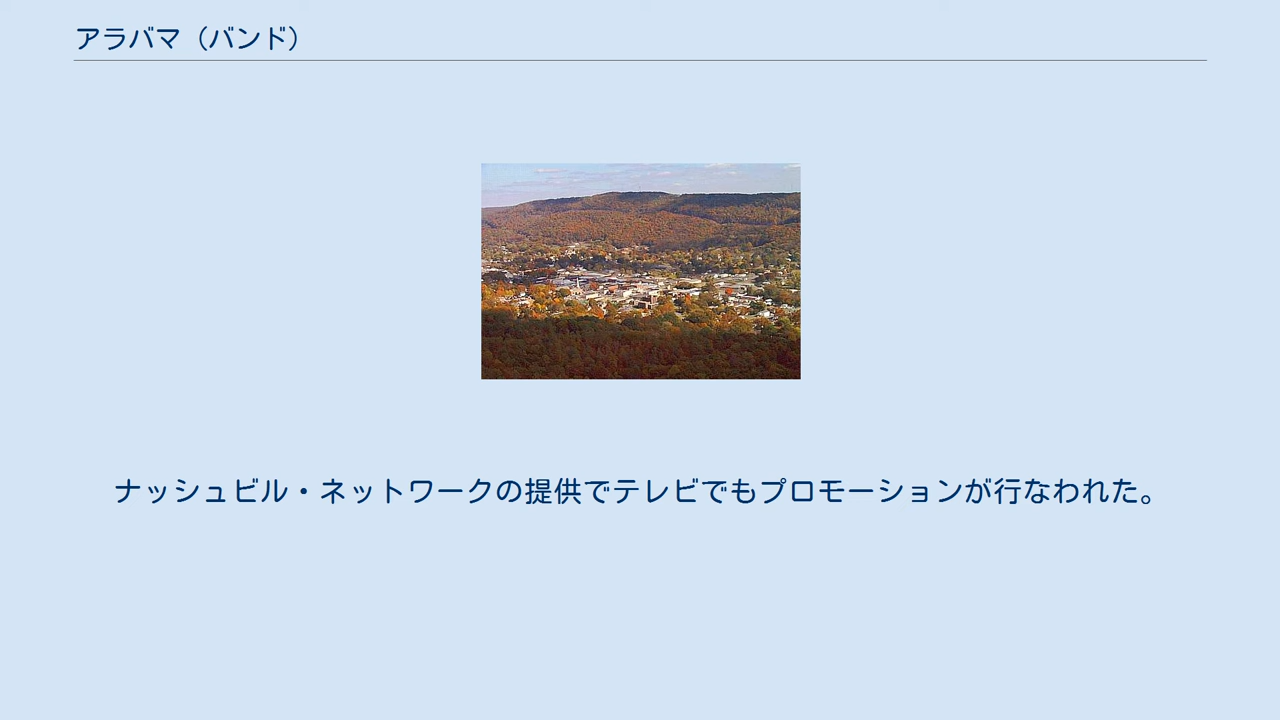 アラバマ（バンド）
ナッシュビル・ネットワークの提供でテレビでもプロモーションが行なわれた。